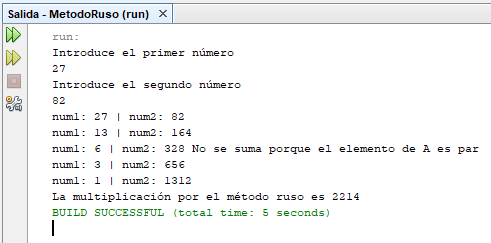 Salida - MetodoRuso (run) ×
run:
Introduce el primer número
27
Introduce el segundo número
82
num1: 27 | num2: 82
num1: 13 | num2: 164
num1: 6 | num2: 328 No se suma porque el elemento de A es par
num1: 3 | num2: 656
num1: 1 | num2: 1312
La multiplicación por el método ruso es 2214
BUILD SUCCESSFUL (total time: 5 seconds)